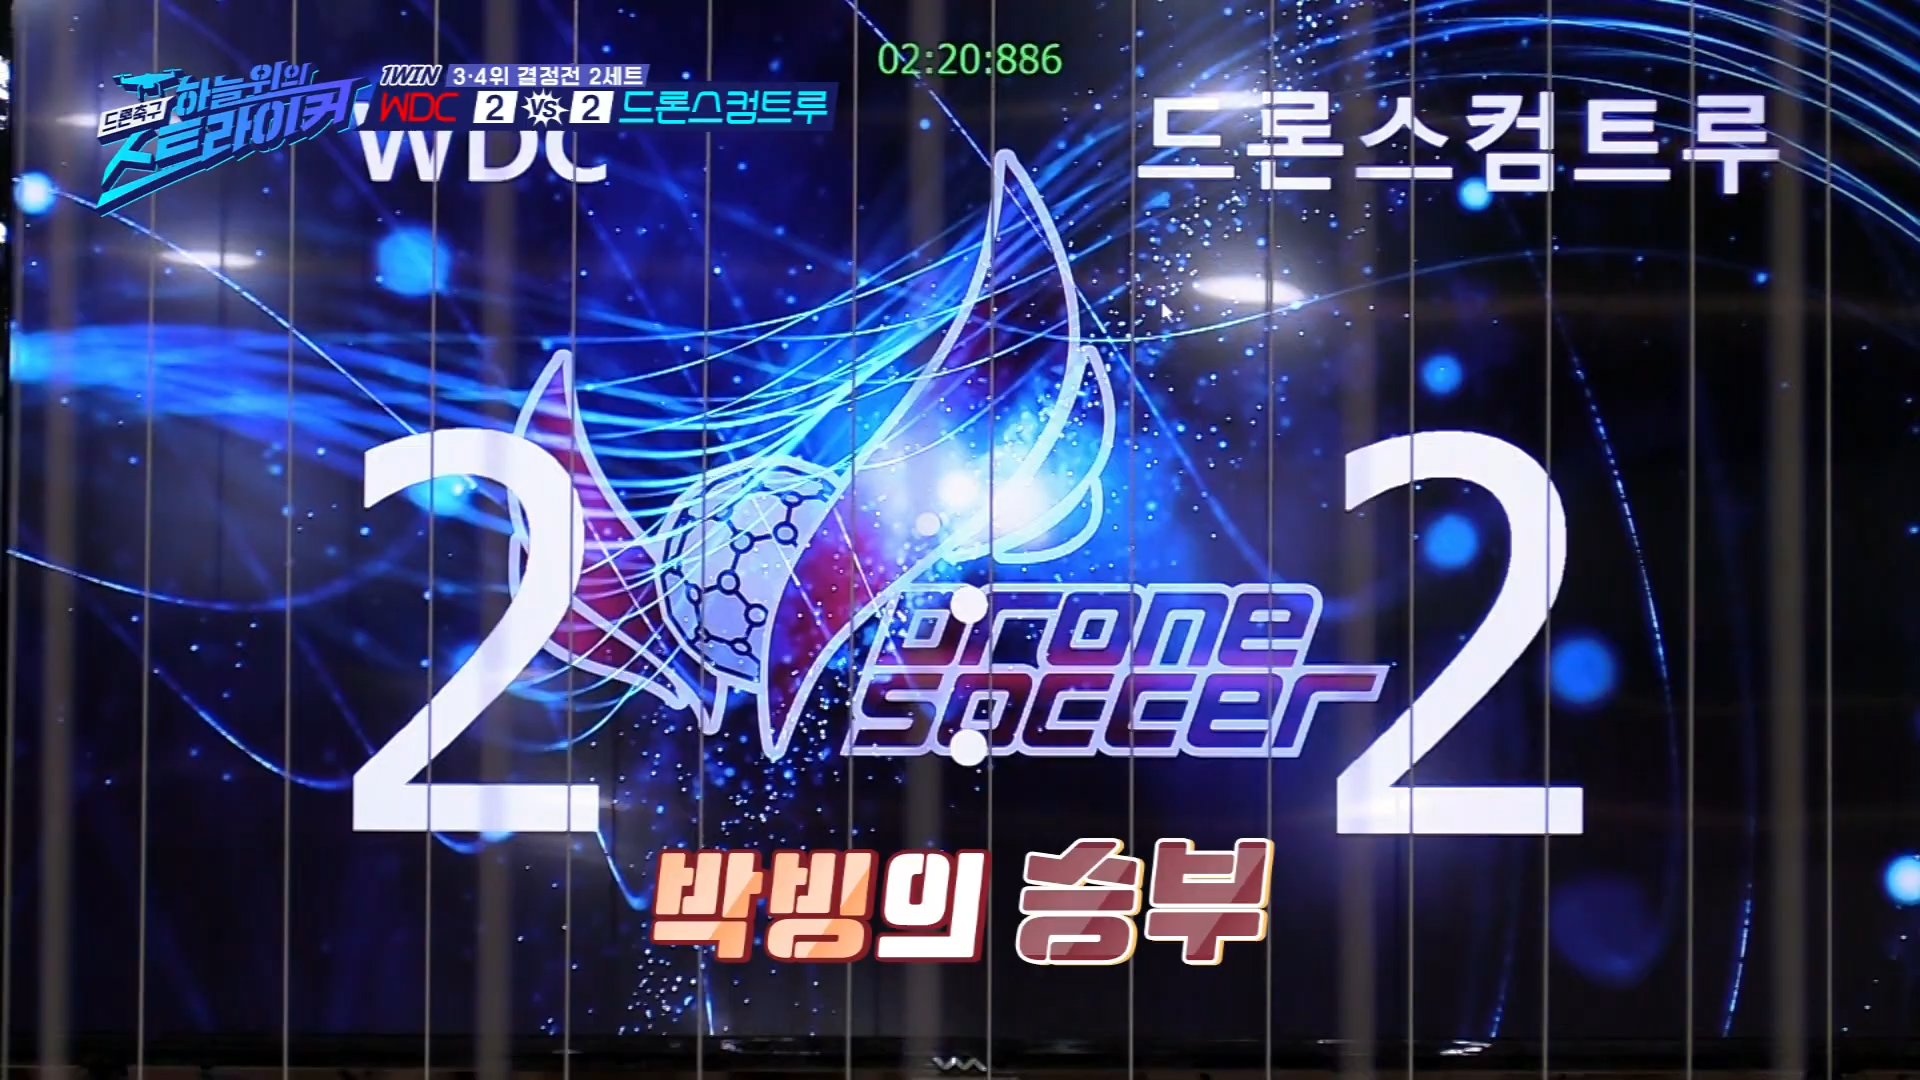 드론축구
하늘위의
스트라이커
1WIN 3·4위 결정전 2세트
WDC 2 VS 2 드론스컴트루
02:20:886
WDC
드론스컴트루
2 : 2
Drone
Soccer
박빙의 승부